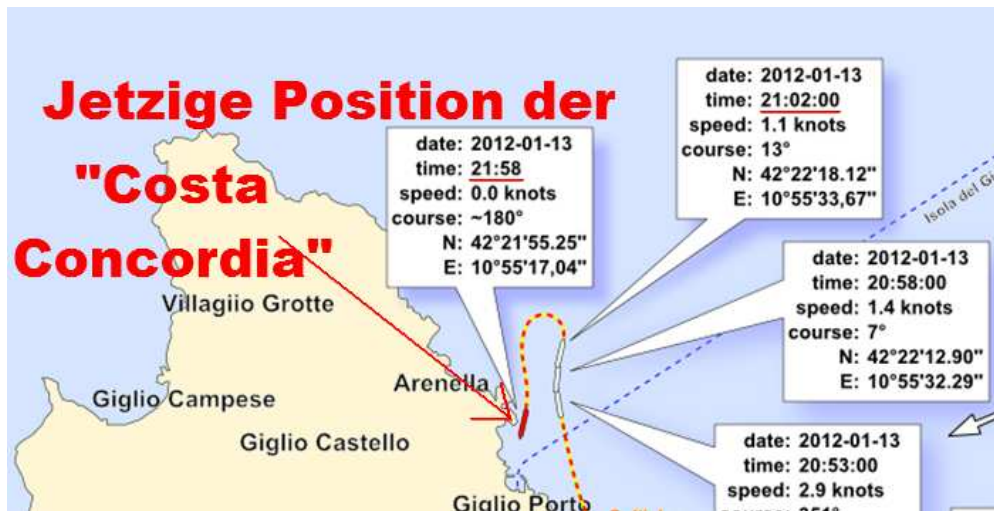 Jetzige Position der
"Costa
Concordia"
date: 2012-01-13
time: 21:58
speed: 0.0 knots
course: ~180°
N: 42°21'55.25"
E: 10°55'17,04"
date: 2012-01-13
time: 21:02:00
speed: 1.1 knots
course: 13°
N: 42°22'18.12"
E: 10°55'33,67"
Isola del
date: 2012-01-13
time: 20:58:00
speed: 1.4 knots
course: 7°
N: 42°22'12.90"
E: 10°55'32.29"
Villagiio Grotte
Arenella
Giglio Campese
Giglio Castello
Giglio Porto
date: 2012-01-13
time: 20:53:00
speed: 2.9 knots
course: 351°